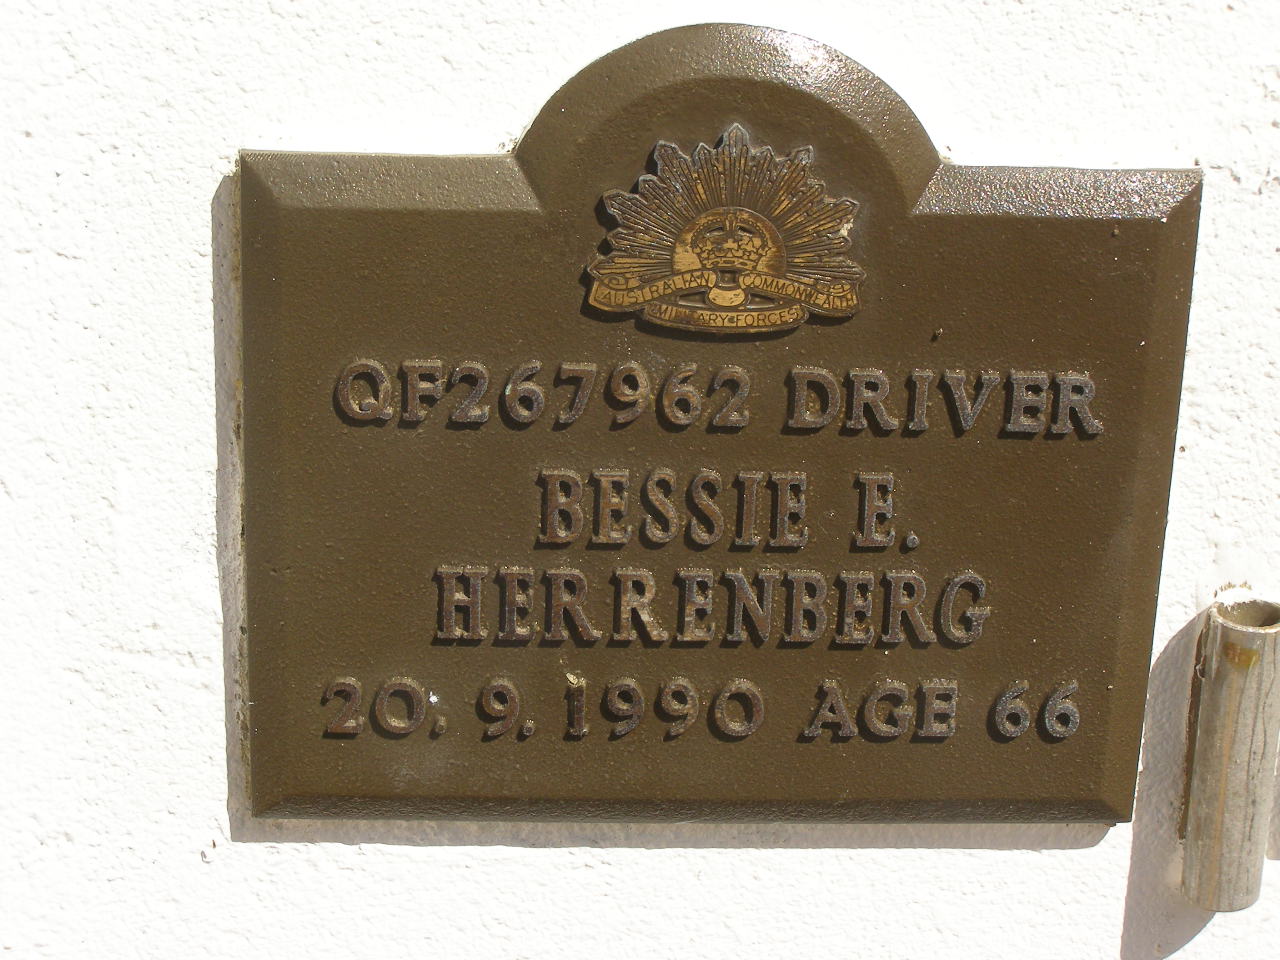 AUSTRALIAN COMMONWEALTH
MILITARY FORCES
QF267962 DRIVER
BESSIE E.
HERRENBERG
20. 9. 1990 AGE 66